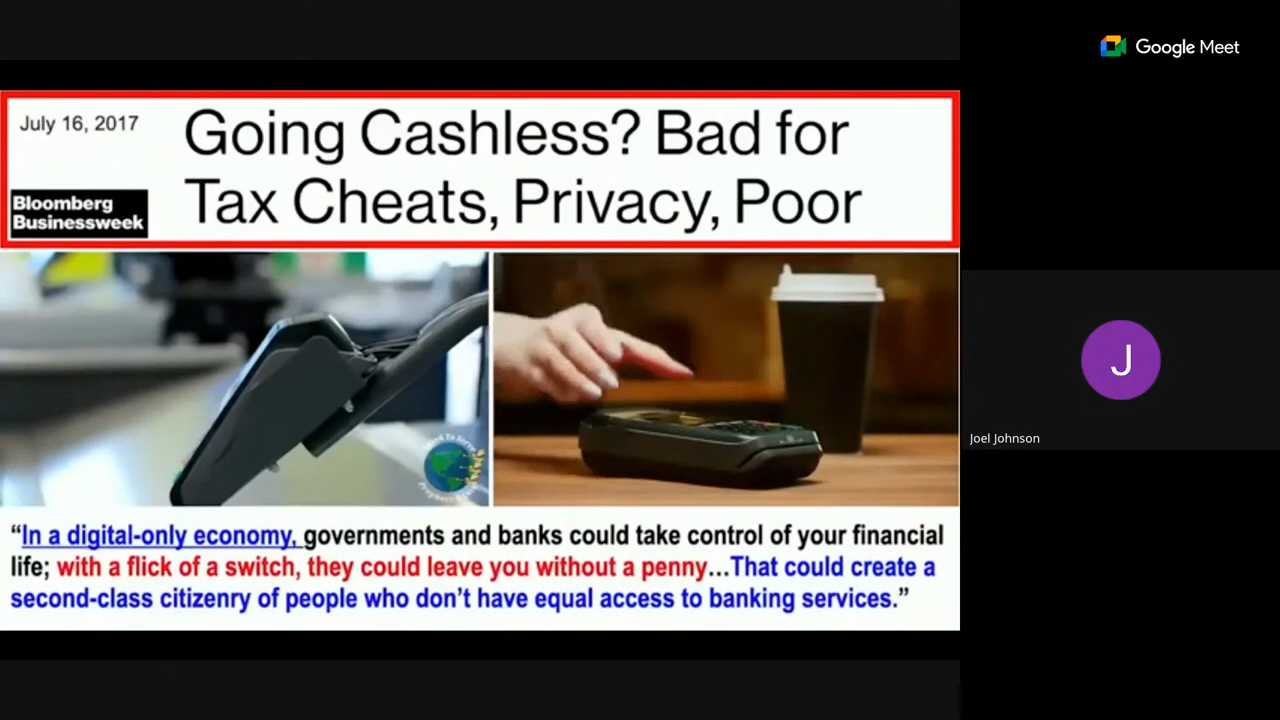 Google Meet
July 16, 2017
Going Cashless? Bad for
Tax Cheats, Privacy, Poor
Bloomberg
Businessweek
“In a digital-only economy, governments and banks could take control of your financial
life; with a flick of a switch, they could leave you without a penny…That could create a
second-class citizenry of people who don’t have equal access to banking services.”
J
Joel Johnson